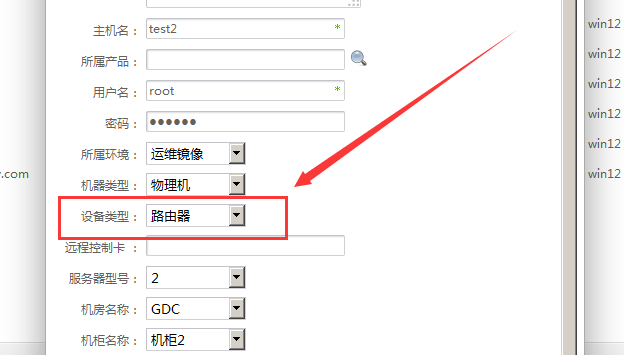 主机名： test2 *
win12
所属产品：
win12
用户名： root *
win12
密码： ●●●●●●
win12
所属环境： 运维镜像
win12
.com
机器类型： 物理机
win12
设备类型： 路由器
远程控制卡：
服务器型号： 2
机房名称： GDC
机柜名称： 机柜2